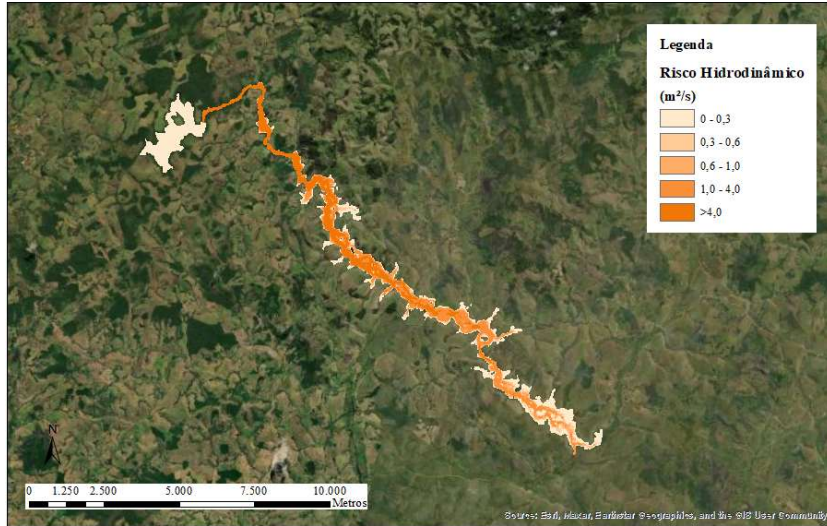 Legenda
Risco Hidrodinâmico
(m²/s)
0 - 0,3
0,3 - 0,6
0,6 - 1,0
1,0 - 4,0
>4,0
N
0 1.250 2.500 5.000 7.500 10.000
Metros
Source: Esri, Maxar, Earthstar Geographics, and the GIS User Community